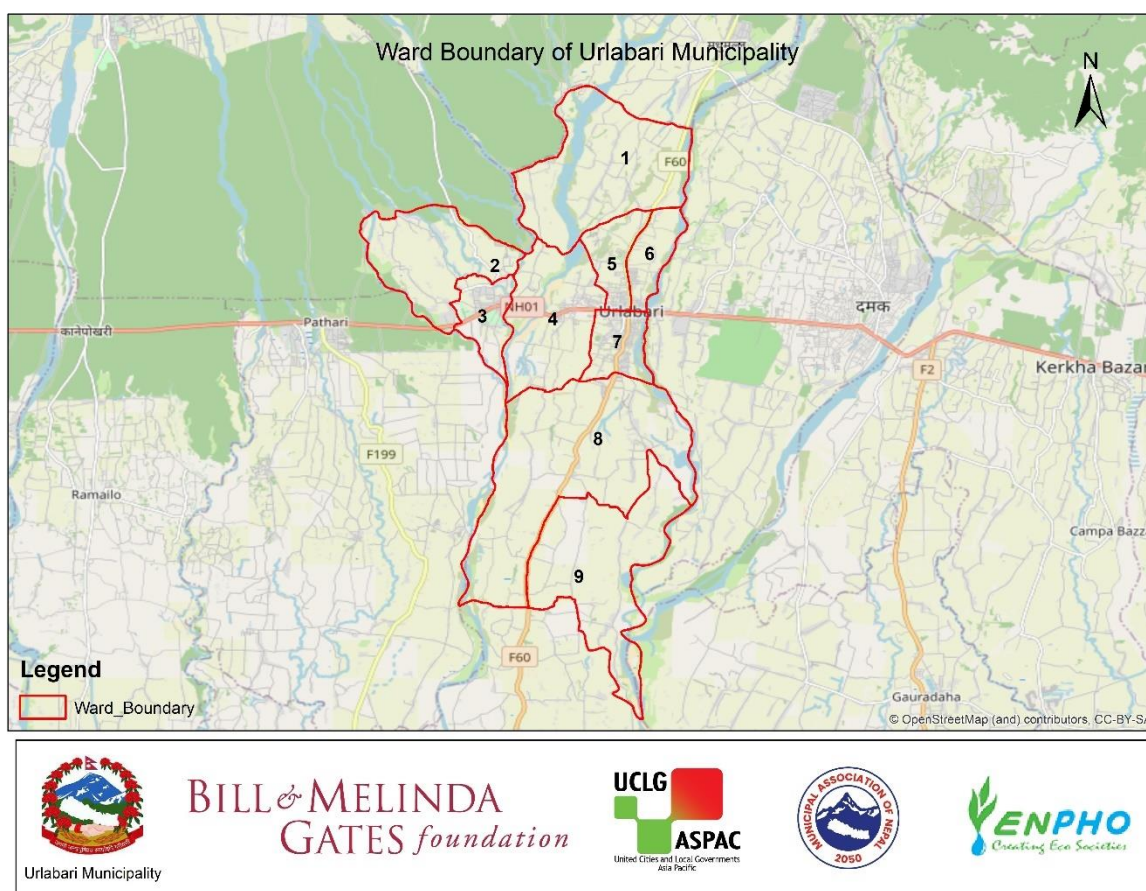 Ward Boundary of Urlabari Municipality
N
1
F60
2
5
6
NH01
3
4
Urlabari
दमक
कानेपोखरी
Pathari
7
F2
Kerkha Bazar
8
F199
Ramailo
Campa Bazza
9
F60
Gauradaha
Legend
Ward_Boundary
© OpenStreetMap (and) contributors, CC-BY-SA
Urlabari Municipality
BILL & MELINDA
GATES foundation
UCLG
ASPAC
United Cities and Local Governments
Asia Pacific
MUNICIPAL ASSOCIATION OF NEPAL
2050
ENPHO
Creating Eco Societies